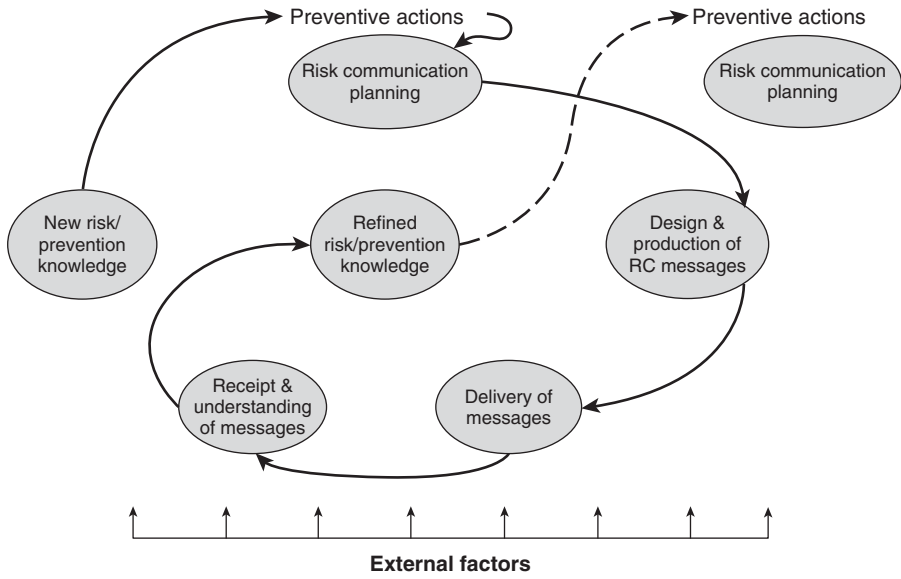 Preventive actions
Risk communication
planning
Preventive actions
Risk communication
planning
New risk/
prevention
knowledge
Refined
risk/prevention
knowledge
Design &
production of
RC messages
Receipt &
understanding
of messages
Delivery of
messages
External factors